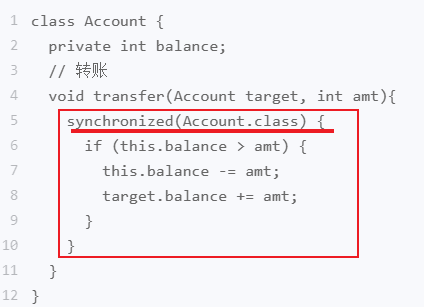 1 class Account {
2 private int balance;
3 // 转账
4 void transfer(Account target, int amt){
5 synchronized(Account.class) {
6 if (this.balance > amt) {
7 this.balance -= amt;
8 target.balance += amt;
9 }
10 }
11 }
12 }